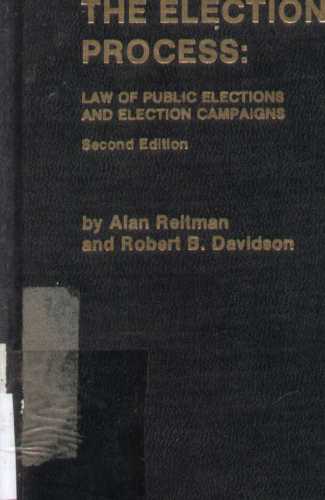 THE ELECTION
PROCESS:
LAW OF PUBLIC ELECTIONS
AND ELECTION CAMPAIGNS
Second Edition
by Alan Reitman
and Robert B. Davidson